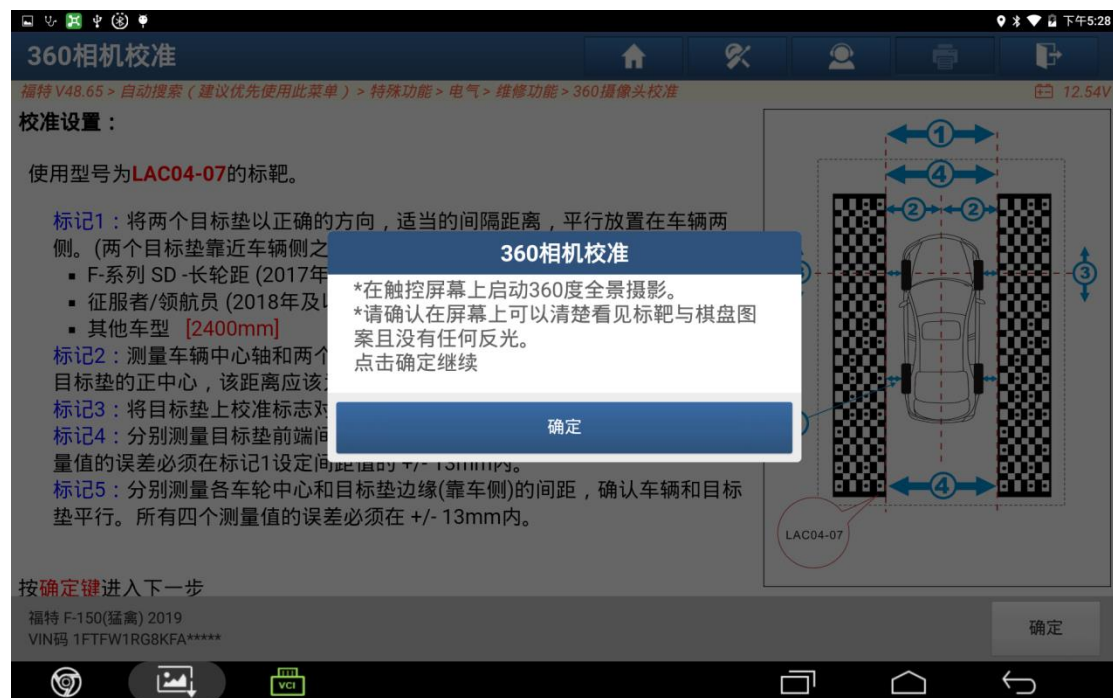 下午5:28
360相机校准
福特 V48.65 > 自动搜索（建议优先使用此菜单）> 特殊功能 > 电气 > 维修功能 > 360摄像头校准
12.54V
校准设置：
使用型号为LAC04-07的标靶。
标记1：将两个目标垫以正确的方向，适当的间隔距离，平行放置在车辆两
侧。(两个目标垫靠近车辆侧之
▪ F-系列 SD -长轮距 (2017年
▪ 征服者/领航员 (2018年及
▪ 其他车型 [2400mm]
标记2：测量车辆中心轴和两个
目标垫的正中心，该距离应该
标记3：将目标垫上校准标志对
标记4：分别测量目标垫前端间
量值的误差必须在标记1设定间距值的 +/- 13mm内。
标记5：分别测量各车轮中心和目标垫边缘(靠车侧)的间距，确认车辆和目标
垫平行。所有四个测量值的误差必须在 +/- 13mm内。
按确定键进入下一步
360相机校准
*在触控屏幕上启动360度全景摄影。
*请确认在屏幕上可以清楚看见标靶与棋盘图
案且没有任何反光。
点击确定继续
确定
1
4
2 2
3
4
LAC04-07
福特 F-150(猛禽) 2019
VIN码 1FTFW1RG8KFA*****
确定
VCI